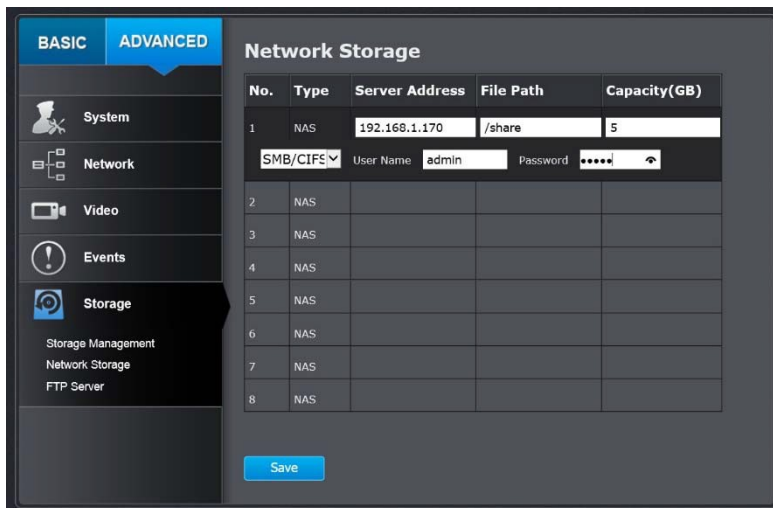 BASIC ADVANCED
Network Storage
No. Type Server Address File Path Capacity(GB)
1 NAS 192.168.1.170 /share 5
SMB/CIFS User Name admin Password •••••
2 NAS
3 NAS
4 NAS
5 NAS
6 NAS
7 NAS
8 NAS
Save
System
Network
Video
Events
Storage
Storage Management
Network Storage
FTP Server